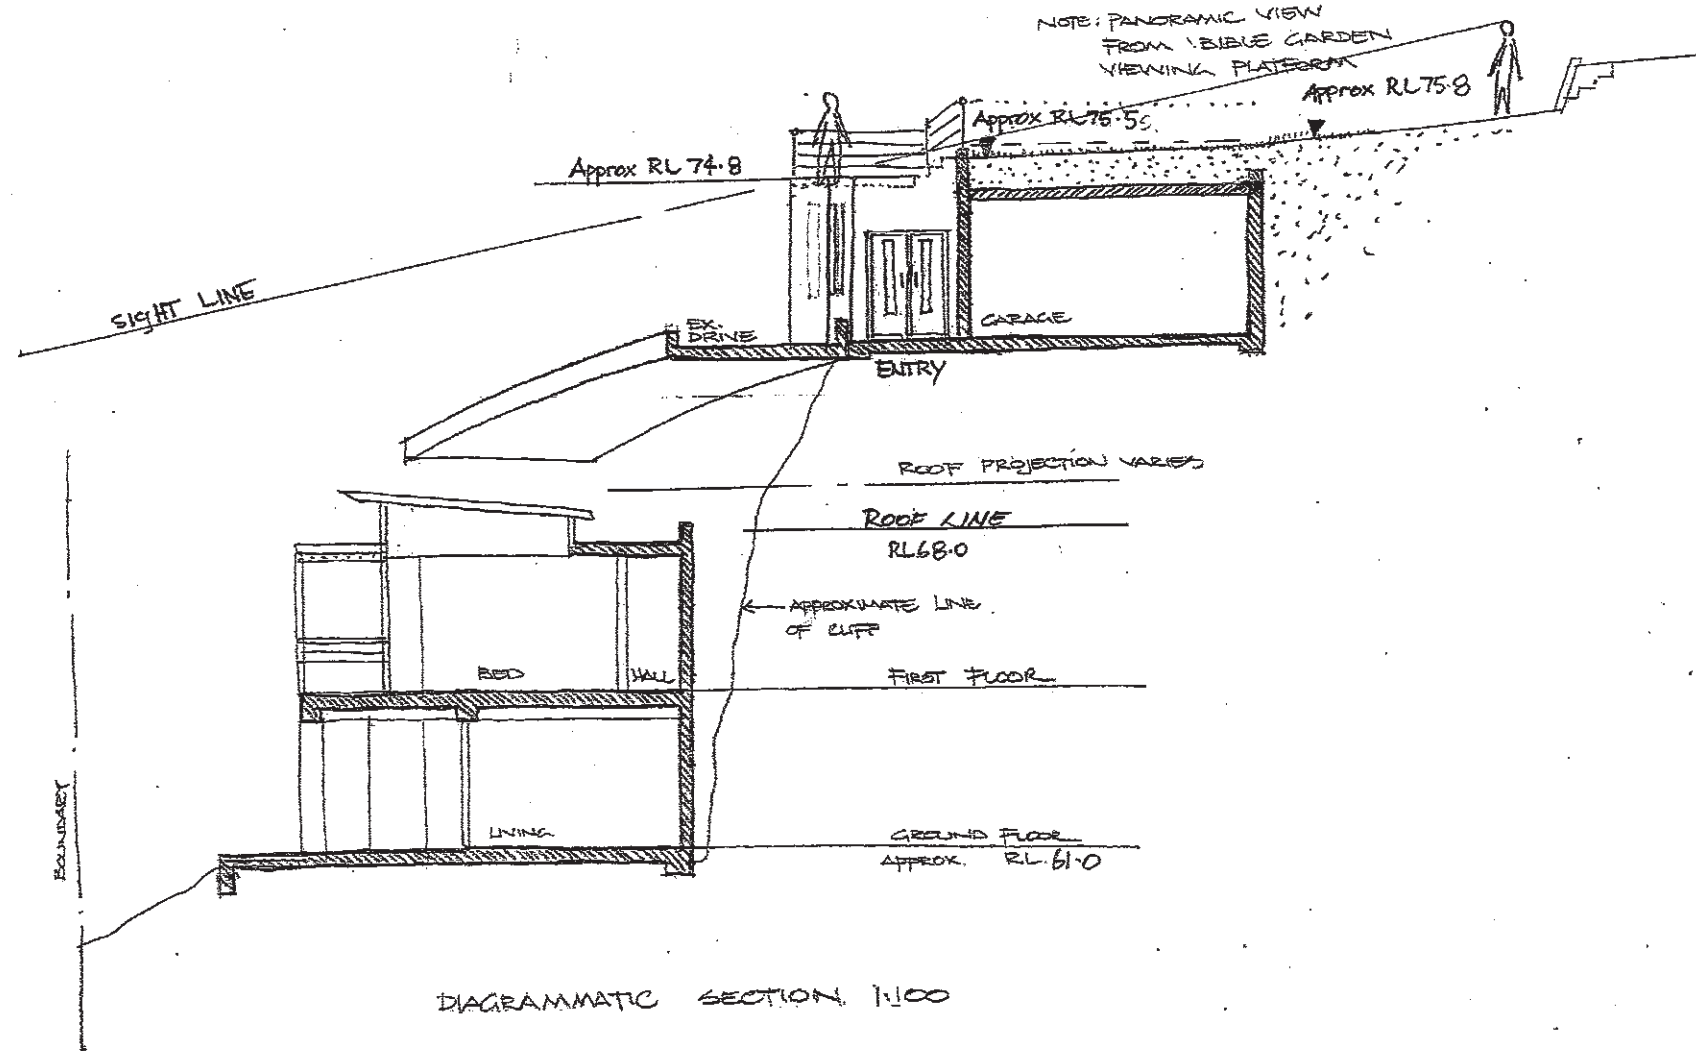 NOTE: PANORAMIC VIEW
FROM 'BIBLE GARDEN
VIEWING PLATFORM
Approx RL75.8
Approx RL75.5
Approx RL 74.8
SIGHT LINE
EX.
DRIVE
GARAGE
ENTRY
ROOF PROJECTION VARIES
ROOF LINE
RL68.0
APPROXIMATE LINE
OF CLIFF
BED
HALL
FIRST FLOOR
BOUNDARY
LIVING
GROUND FLOOR
APPROX. RL. 61.0
DIAGRAMMATIC SECTION 1:100